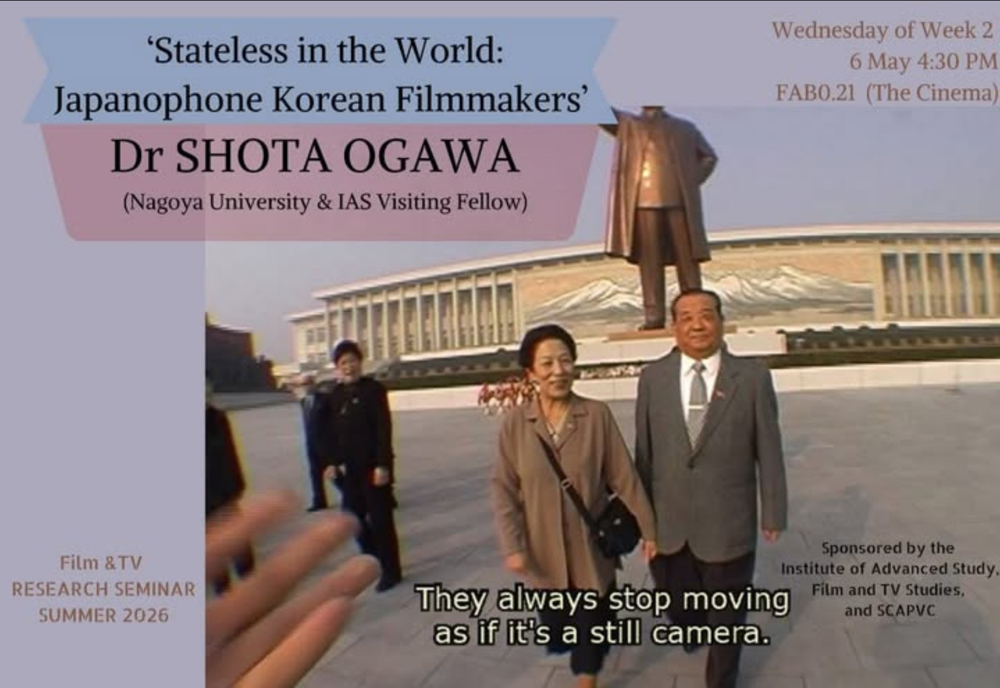 ‘Stateless in the World:
Japanophone Korean Filmmakers’
Dr SHOTA OGAWA
(Nagoya University & IAS Visiting Fellow)
Wednesday of Week 2
6 May 4:30 PM
FAB0.21 (The Cinema)
Film &TV
RESEARCH SEMINAR
SUMMER 2026
They always stop moving
as if it's a still camera.
Sponsored by the
Institute of Advanced Study,
Film and TV Studies,
and SCAPVC